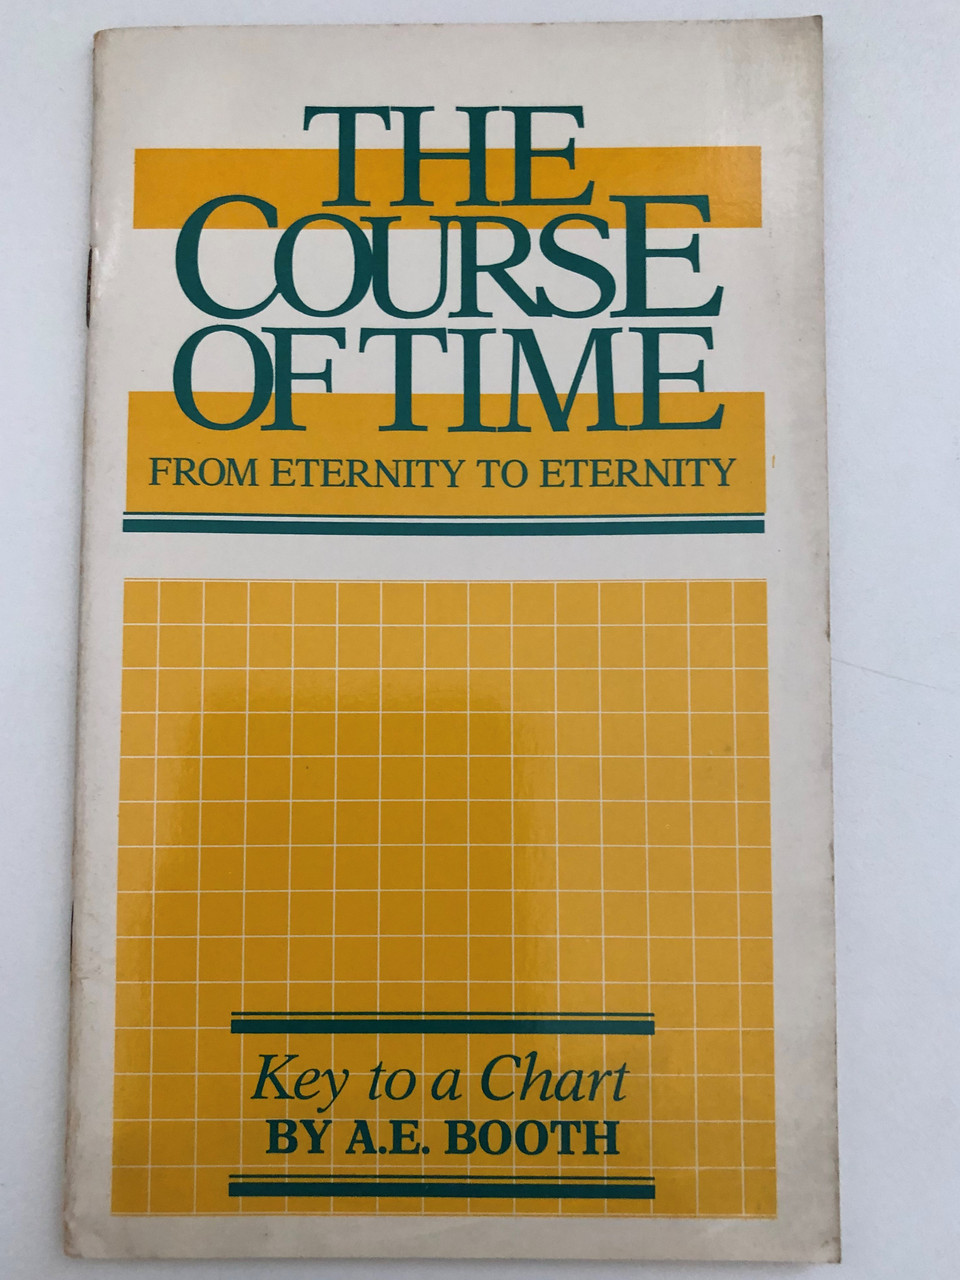 THE
COURSE
OF TIME
FROM ETERNITY TO ETERNITY
Key to a Chart
BY A.E. BOOTH